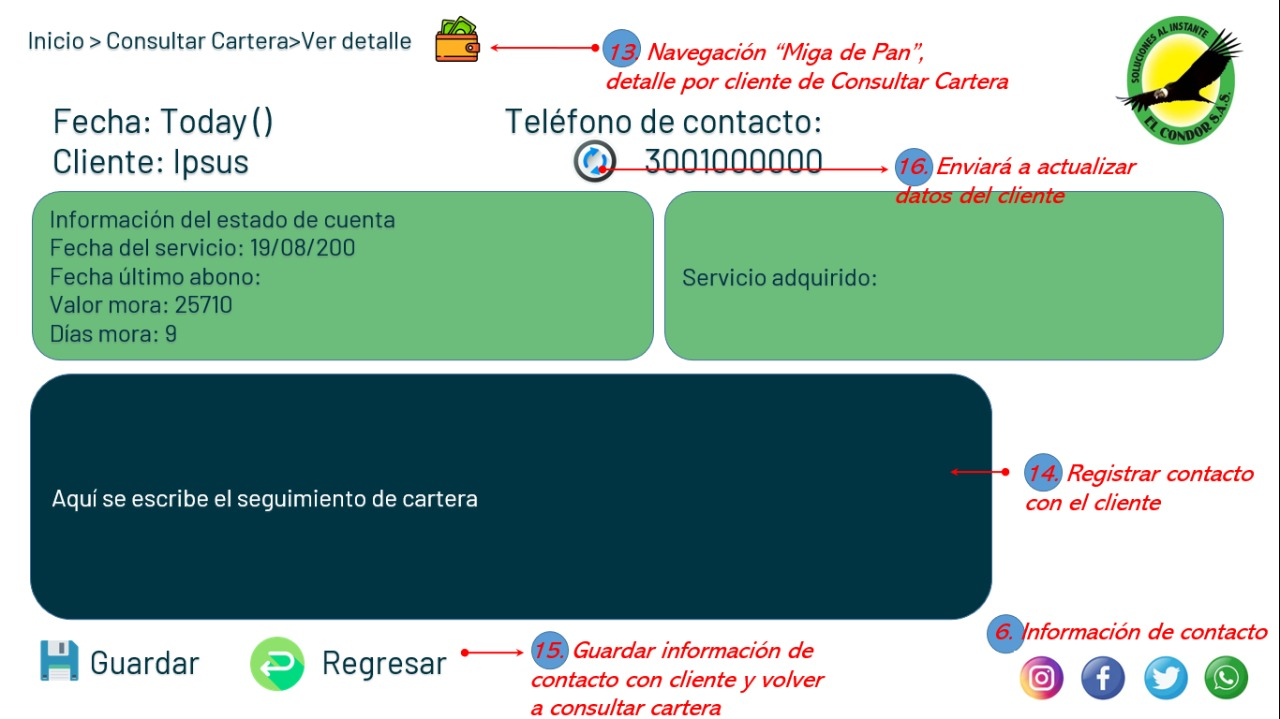 Inicio > Consultar Cartera>Ver detalle
13. Navegación “Miga de Pan”,
detalle por cliente de Consultar Cartera
SOLUCIONES AL INSTANTE
EL CONDOR S.A.S.
Fecha: Today ()
Cliente: Ipsus
Teléfono de contacto:
3001000000
16. Enviará a actualizar
datos del cliente
Información del estado de cuenta
Fecha del servicio: 19/08/200
Fecha último abono:
Valor mora: 25710
Días mora: 9
Servicio adquirido:
Aquí se escribe el seguimiento de cartera
14. Registrar contacto
con el cliente
Guardar
Regresar
15. Guardar información de
contacto con cliente y volver
a consultar cartera
6. Información de contacto